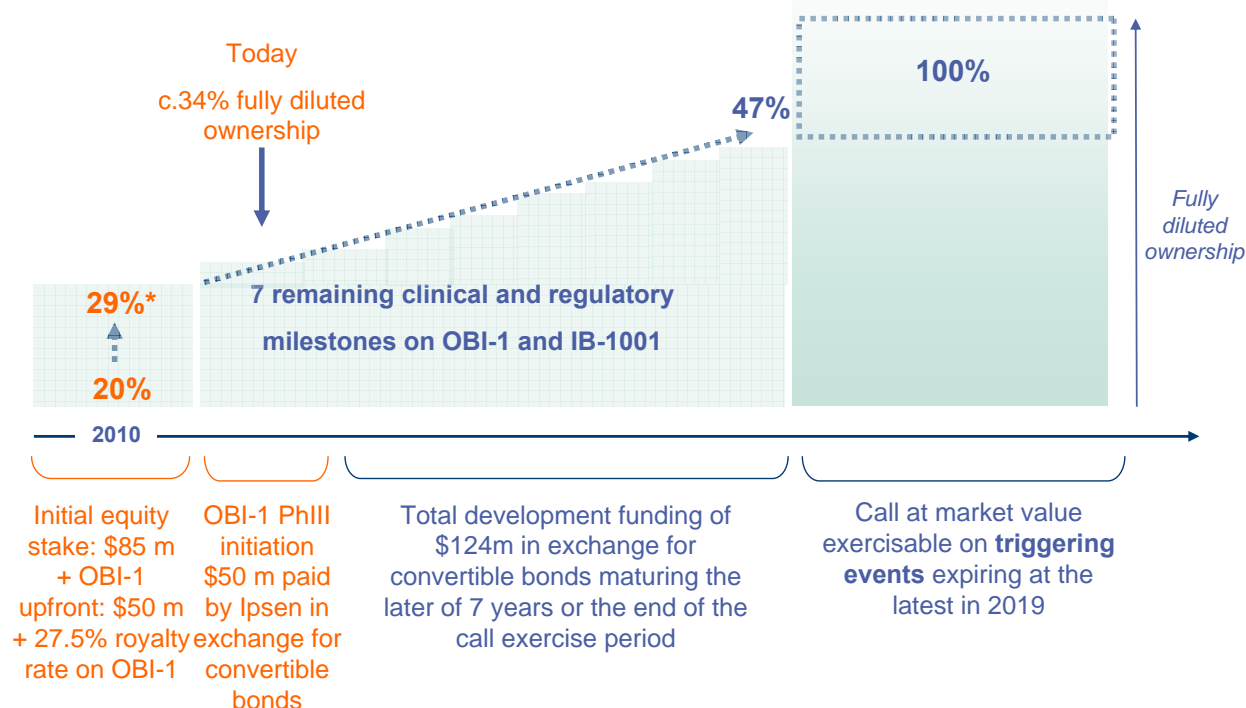 Today
c.34% fully diluted
ownership
47%
100%
Fully
diluted
ownership
29%*
20%
7 remaining clinical and regulatory
milestones on OBI-1 and IB-1001
2010
Initial equity
stake: $85 m
+ OBI-1
upfront: $50 m
+ 27.5% royalty
rate on OBI-1
OBI-1 PhIII
initiation
$50 m paid
by Ipsen in
exchange for
convertible
bonds
Total development funding of
$124m in exchange for
convertible bonds maturing the
later of 7 years or the end of the
call exercise period
Call at market value
exercisable on triggering
events expiring at the
latest in 2019